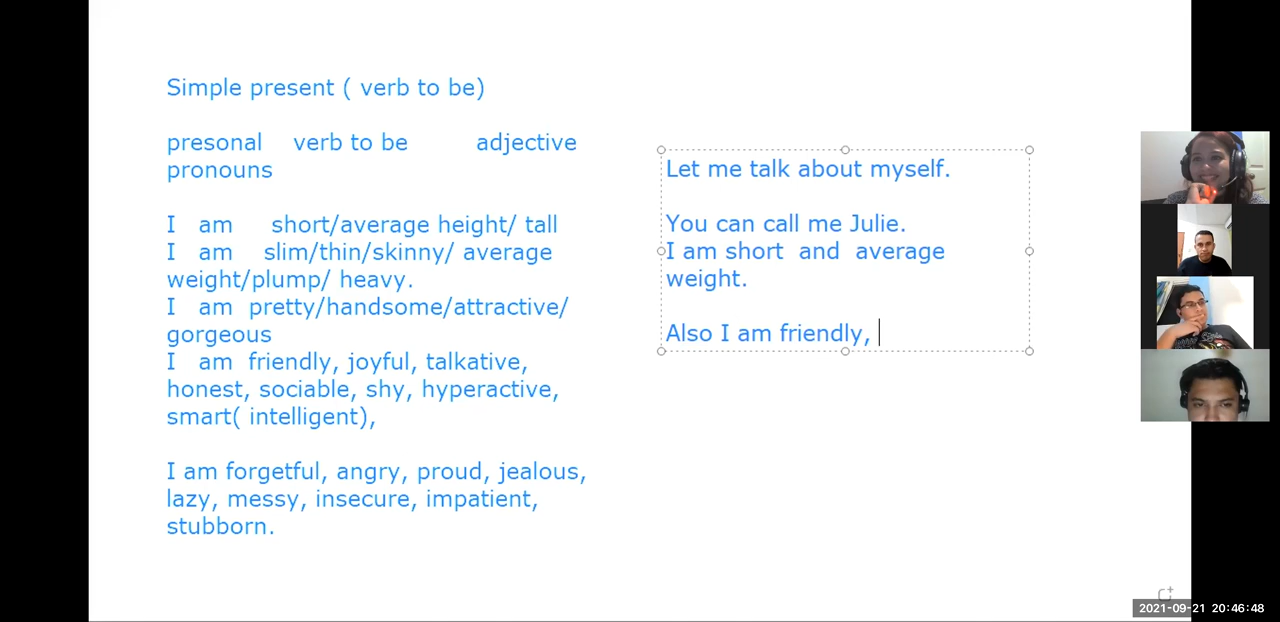 Simple present ( verb to be)
presonal verb to be adjective
pronouns
I am short/average height/ tall
I am slim/thin/skinny/ average
weight/plump/ heavy.
I am pretty/handsome/attractive/
gorgeous
I am friendly, joyful, talkative,
honest, sociable, shy, hyperactive,
smart( intelligent),
I am forgetful, angry, proud, jealous,
lazy, messy, insecure, impatient,
stubborn.
Let me talk about myself.
You can call me Julie.
I am short and average
weight.
Also I am friendly,
2021-09-21 20:46:48